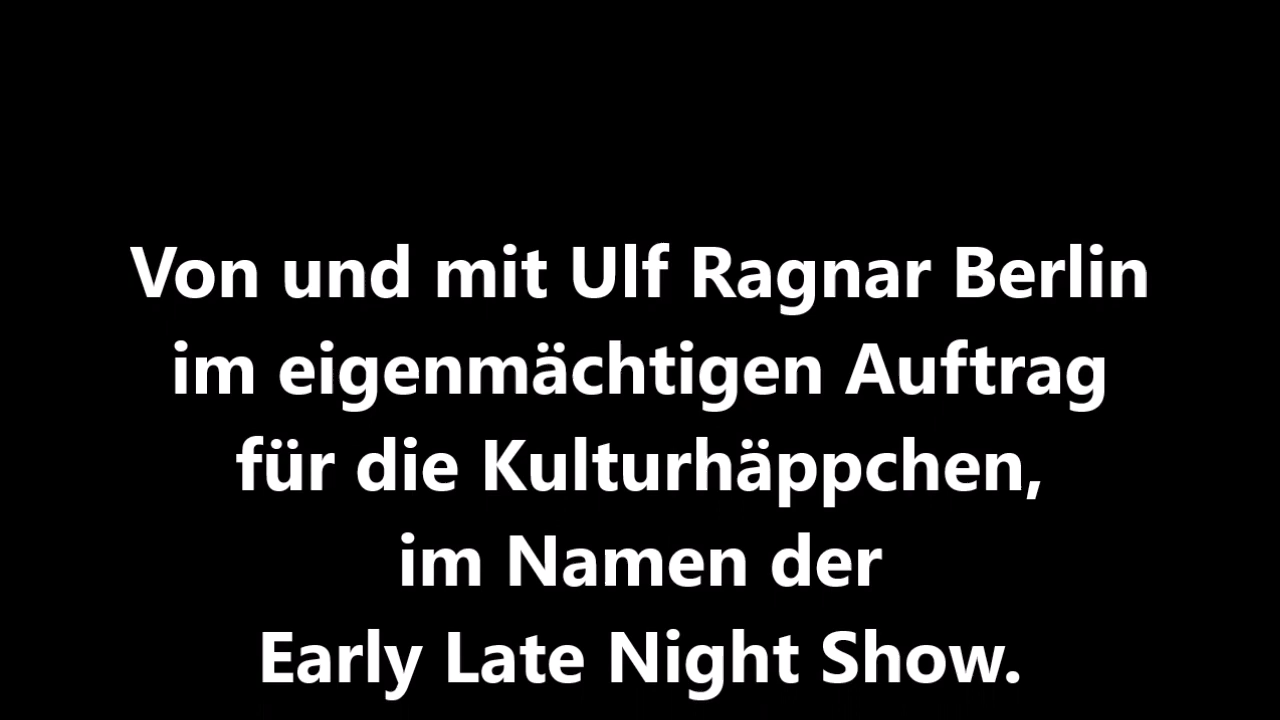 Von und mit Ulf Ragnar Berlin
im eigenmächtigen Auftrag
für die Kulturhäppchen,
im Namen der
Early Late Night Show.